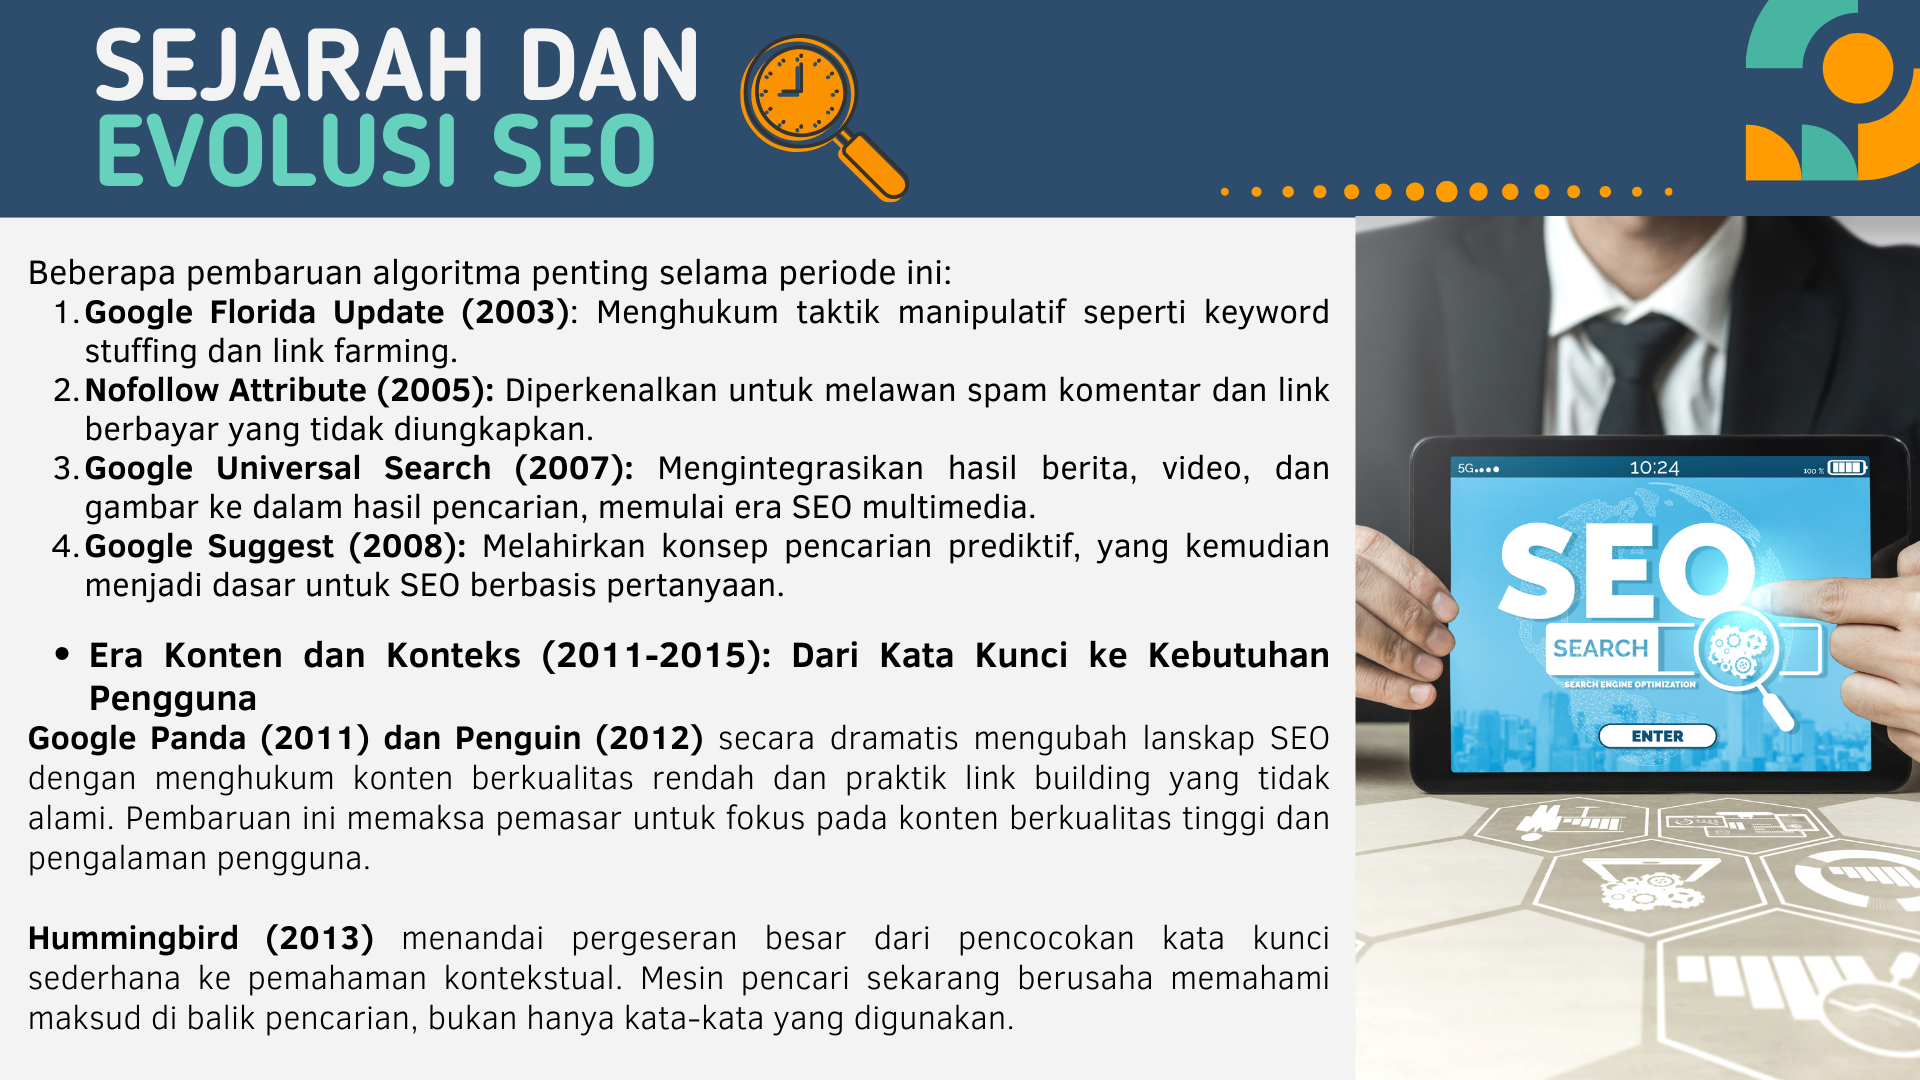 SEJARAH DAN
EVOLUSI SEO
Beberapa pembaruan algoritma penting selama periode ini:
1. Google Florida Update (2003): Menghukum taktik manipulatif seperti keyword
stuffing dan link farming.
2. Nofollow Attribute (2005): Diperkenalkan untuk melawan spam komentar dan link
berbayar yang tidak diungkapkan.
3. Google Universal Search (2007): Mengintegrasikan hasil berita, video, dan
gambar ke dalam hasil pencarian, memulai era SEO multimedia.
4. Google Suggest (2008): Melahirkan konsep pencarian prediktif, yang kemudian
menjadi dasar untuk SEO berbasis pertanyaan.
• Era Konten dan Konteks (2011-2015): Dari Kata Kunci ke Kebutuhan
Pengguna
Google Panda (2011) dan Penguin (2012) secara dramatis mengubah lanskap SEO
dengan menghukum konten berkualitas rendah dan praktik link building yang tidak
alami. Pembaruan ini memaksa pemasar untuk fokus pada konten berkualitas tinggi dan
pengalaman pengguna.
Hummingbird (2013) menandai pergeseran besar dari pencocokan kata kunci
sederhana ke pemahaman kontekstual. Mesin pencari sekarang berusaha memahami
maksud di balik pencarian, bukan hanya kata-kata yang digunakan.
5G 10:24 100 %
SEO
SEARCH
SEARCH ENGINE OPTIMIZATION
ENTER